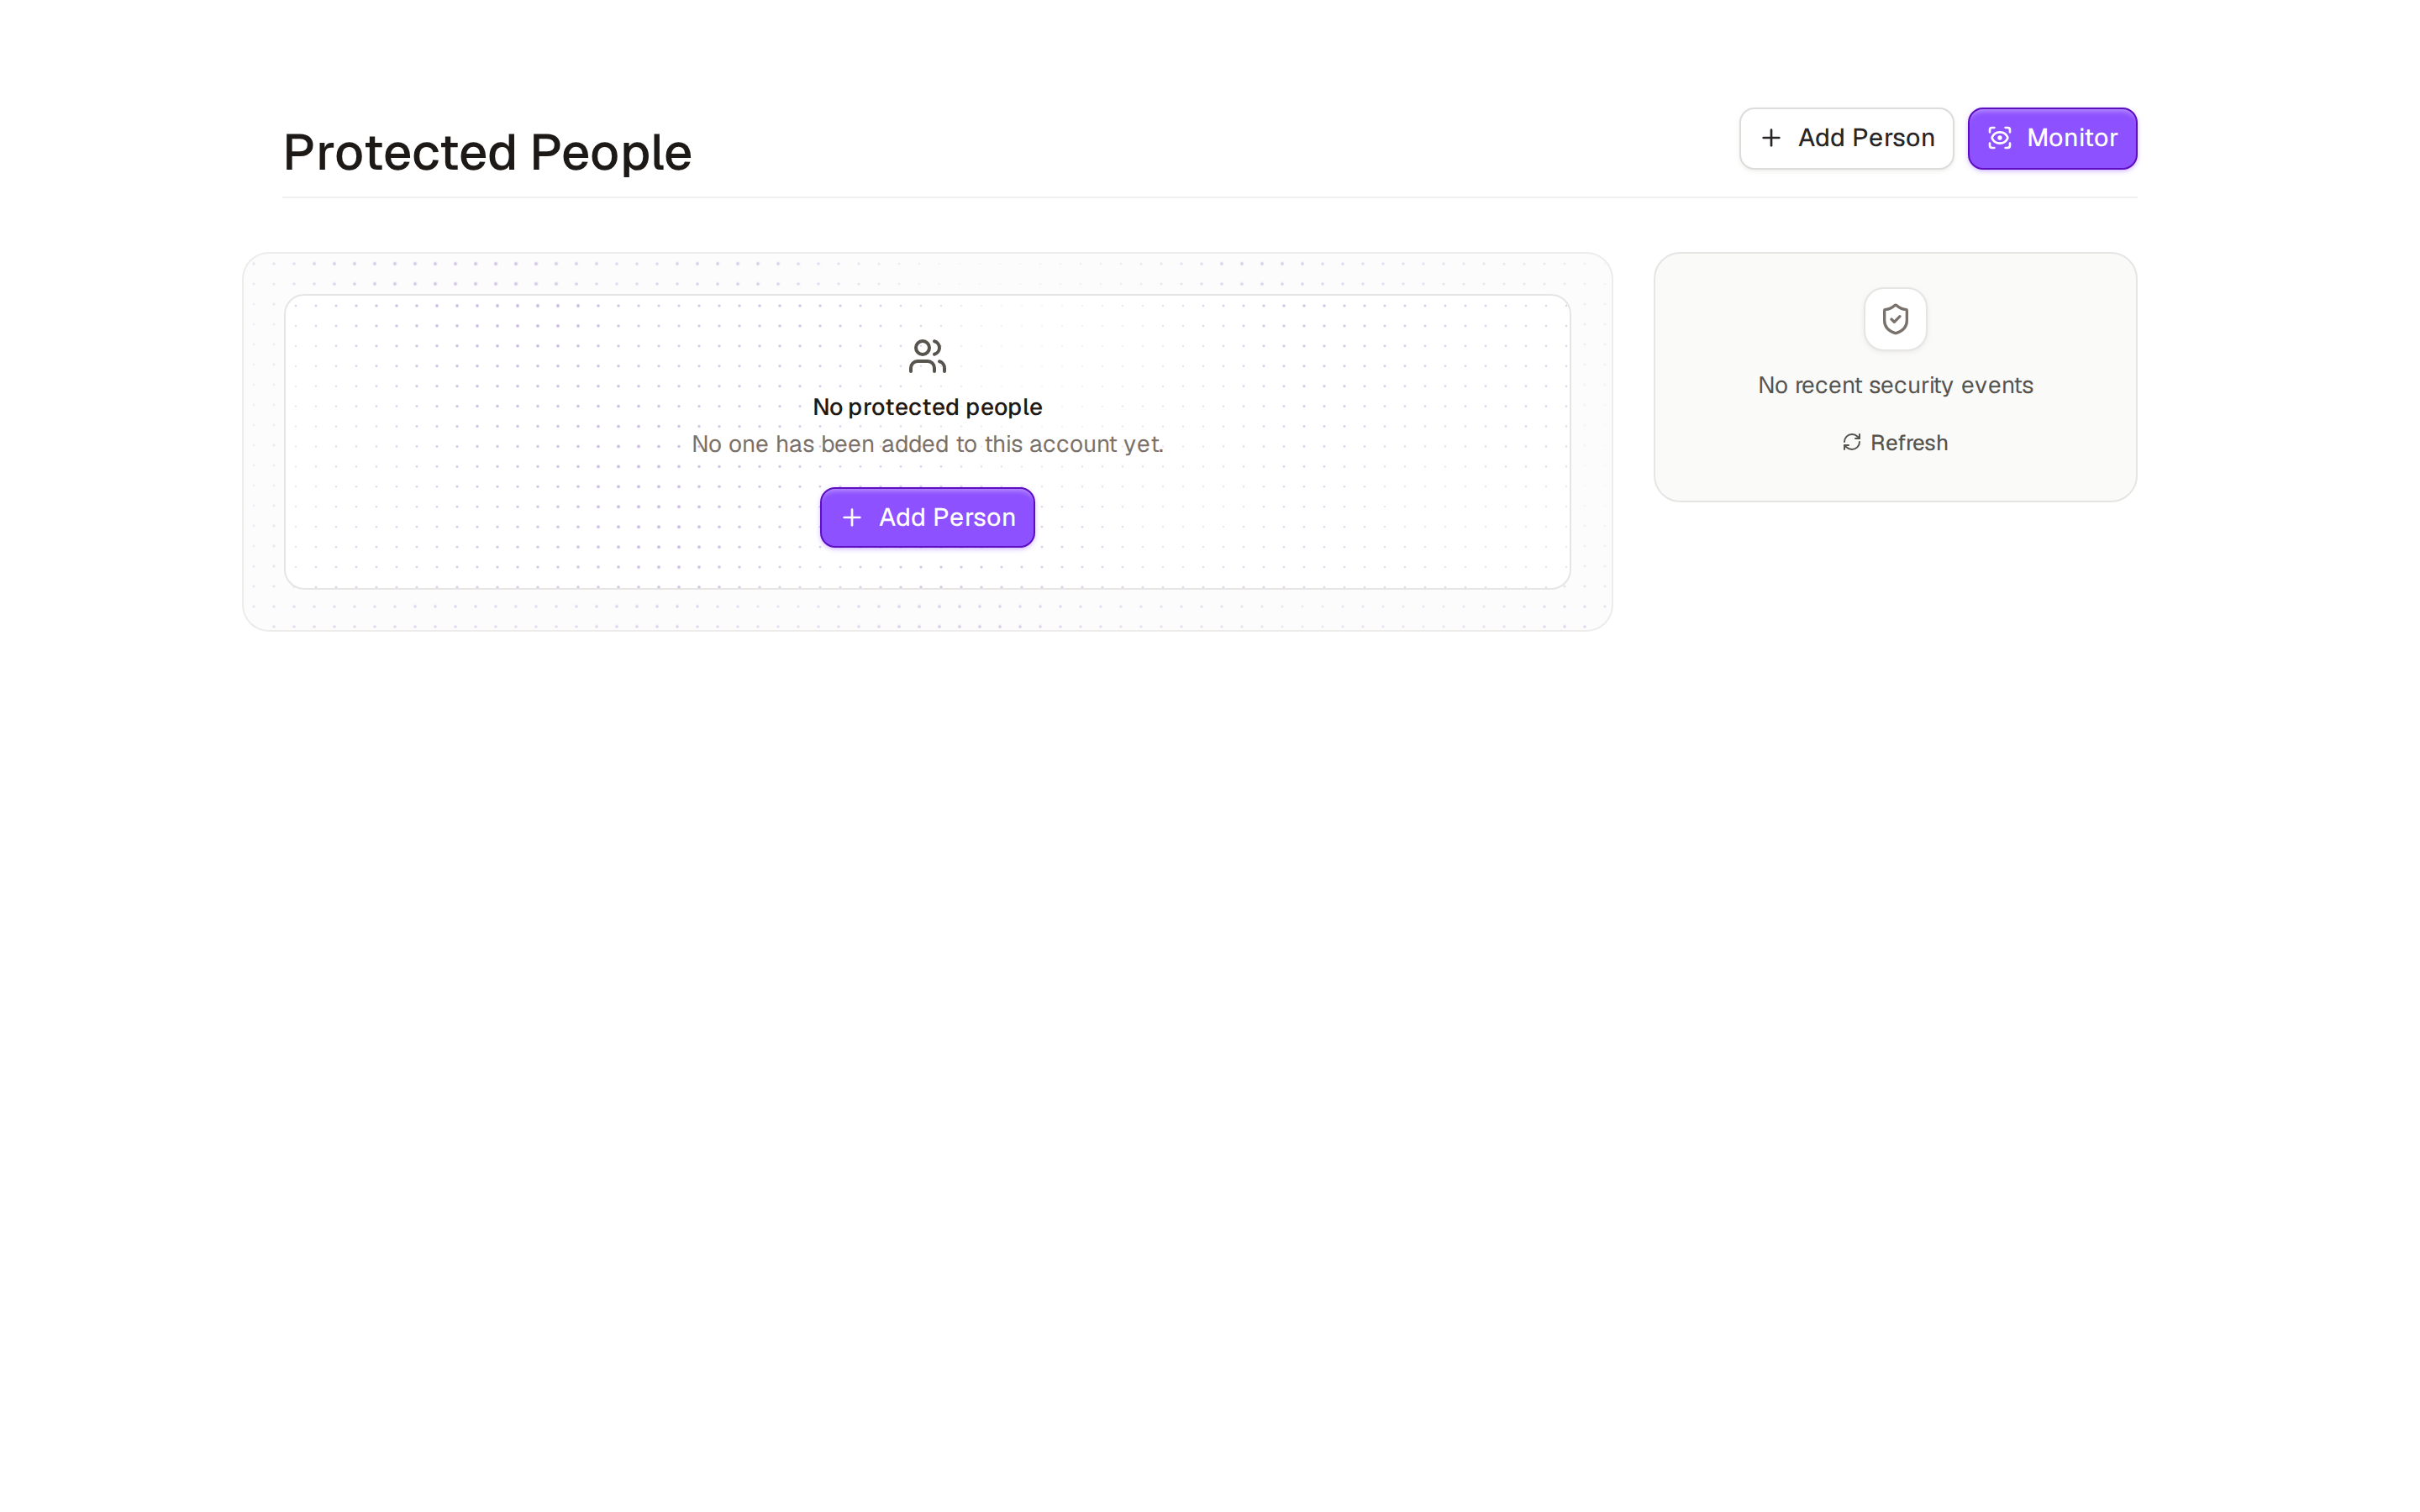 Protected People
Add Person
Monitor
No protected people
No one has been added to this account yet.
Add Person
No recent security events
Refresh